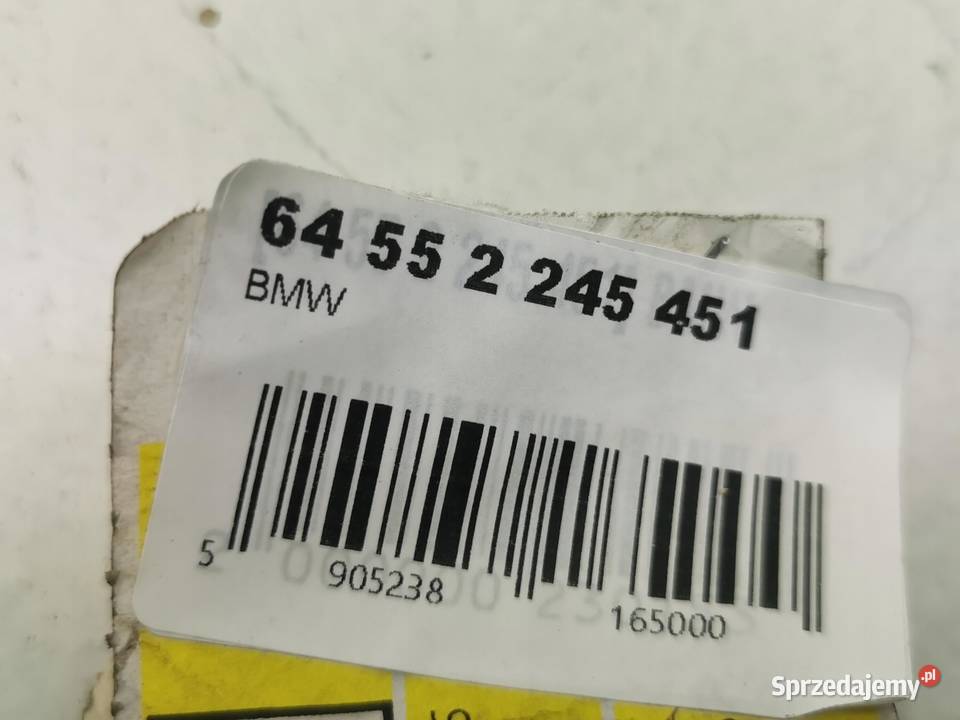 64 55 2 245 451
BMW
5 905238 165000
Sprzedajemy.pl